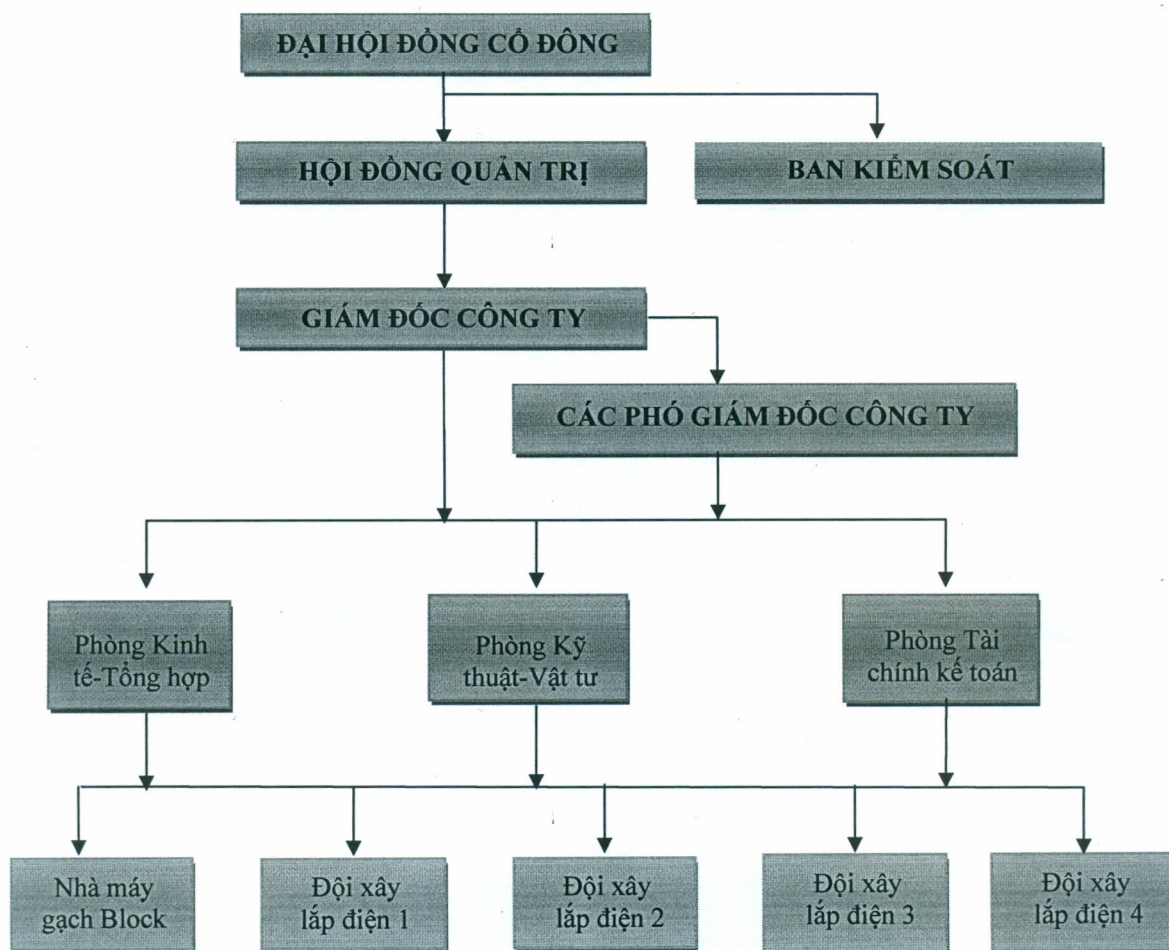 ĐẠI HỘI ĐỒNG CỔ ĐÔNG
HỘI ĐỒNG QUẢN TRỊ
BAN KIỂM SOÁT
GIÁM ĐỐC CÔNG TY
CÁC PHÓ GIÁM ĐỐC CÔNG TY
Phòng Kinh
tế-Tổng hợp
Phòng Kỹ
thuật-Vật tư
Phòng Tài
chính kế toán
Nhà máy
gạch Block
Đội xây
lắp điện 1
Đội xây
lắp điện 2
Đội xây
lắp điện 3
Đội xây
lắp điện 4